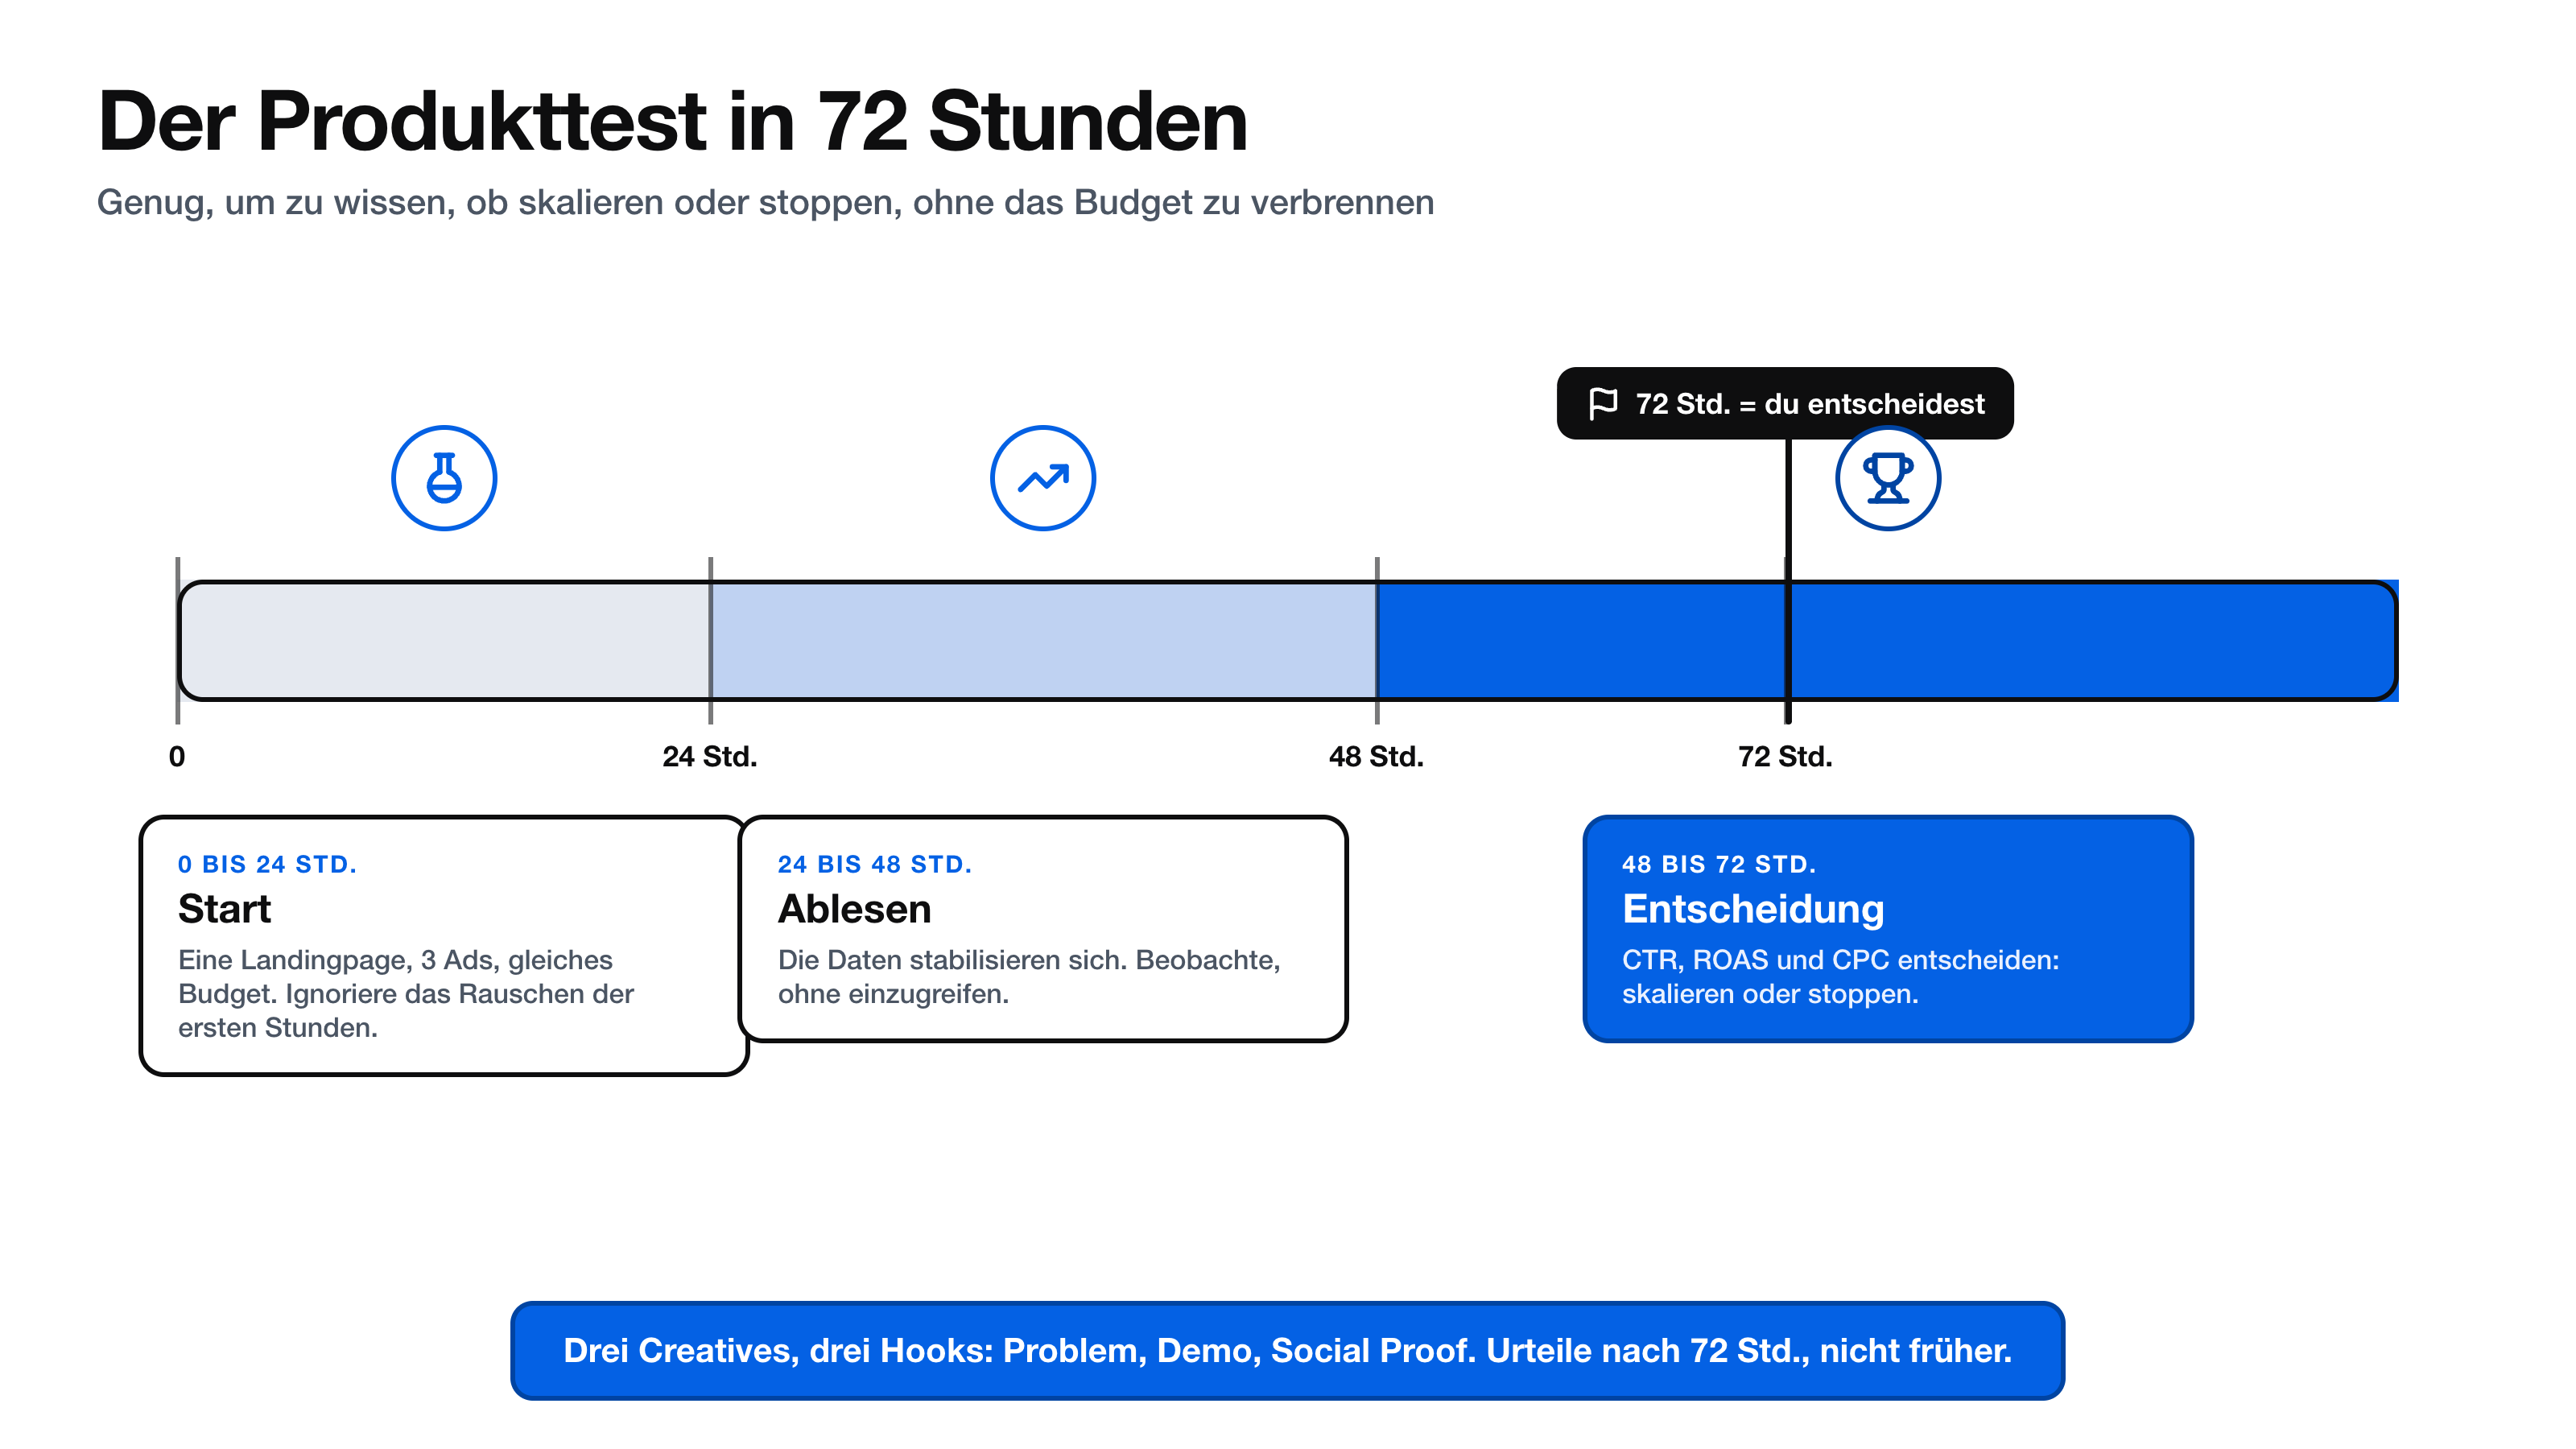 Der Produkttest in 72 Stunden
Genug, um zu wissen, ob skalieren oder stoppen, ohne das Budget zu verbrennen
72 Std. = du entscheidest
0
24 Std.
48 Std.
72 Std.
0 BIS 24 STD.
Start
Eine Landingpage, 3 Ads, gleiches
Budget. Ignoriere das Rauschen der
ersten Stunden.
24 BIS 48 STD.
Ablesen
Die Daten stabilisieren sich. Beobachte,
ohne einzugreifen.
48 BIS 72 STD.
Entscheidung
CTR, ROAS und CPC entscheiden:
skalieren oder stoppen.
Drei Creatives, drei Hooks: Problem, Demo, Social Proof. Urteile nach 72 Std., nicht früher.